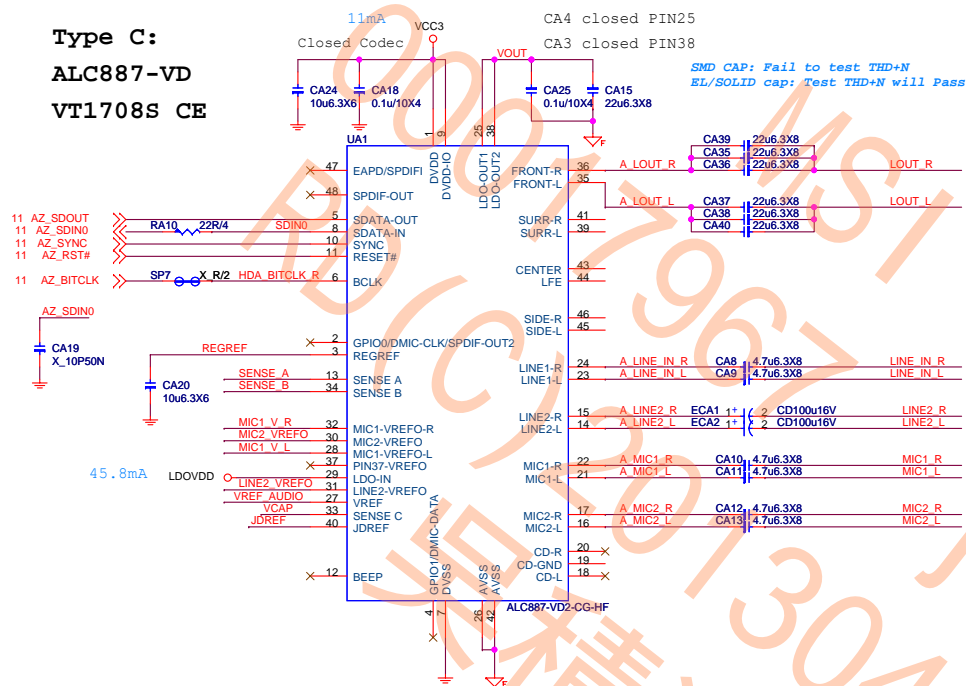 Type C:
ALC887-VD
VT1708S CE
11mA
Closed Codec
VCC3
CA24
10u6.3X6
CA18
0.1u/10X4
CA4 closed PIN25
CA3 closed PIN38
VOUT
CA25
0.1u/10X4
CA15
22u6.3X8
SMD CAP: Fail to test THD+N
EL/SOLID cap: Test THD+N will Pass
UA1
1
9
25
38
DVDD
DVDD-IO
LDO-OUT1
LDO-OUT2
47
EAPD/SPDIFI
48
SPDIF-OUT
11 AZ_SDOUT
5
SDATA-OUT
11 AZ_SDIN0
RA10
22R/4
SDIN0
8
SDATA-IN
11 AZ_SYNC
10
SYNC
11 AZ_RST#
11
RESET#
11 AZ_BITCLK
SP7
X_R/2
HDA_BITCLK_R
6
BCLK
AZ_SDIN0
CA19
X_10P50N
2
GPIO0/DMIC-CLK/SPDIF-OUT2
REGREF
3
REGREF
CA20
10u6.3X6
SENSE_A
13
SENSE A
SENSE_B
34
SENSE B
MIC1_V_R
32
MIC1-VREFO-R
MIC2_VREFO
30
MIC2-VREFO
MIC1_V_L
28
MIC1-VREFO-L
37
PIN37-VREFO
45.8mA
LDOVDD
29
LDO-IN
LINE2_VREFO
31
LINE2-VREFO
VREF_AUDIO
27
VREF
VCAP
33
SENSE C
JDREF
40
JDREF
12
BEEP
GPIO1/DMIC-DATA
DVSS
AVSS
AVSS
4
7
26
42
ALC887-VD2-CG-HF
FRONT-R
36
A_LOUT_R
CA39
22u6.3X8
CA35
22u6.3X8
CA36
22u6.3X8
LOUT_R
FRONT-L
35
A_LOUT_L
CA37
22u6.3X8
CA38
22u6.3X8
CA40
22u6.3X8
LOUT_L
SURR-R
41
SURR-L
39
CENTER
43
LFE
44
SIDE-R
46
SIDE-L
45
LINE1-R
24
A_LINE_IN_R
CA8
4.7u6.3X8
LINE_IN_R
LINE1-L
23
A_LINE_IN_L
CA9
4.7u6.3X8
LINE_IN_L
LINE2-R
15
A_LINE2_R
ECA1
1
+
2
CD100u16V
LINE2_R
LINE2-L
14
A_LINE2_L
ECA2
1
+
2
CD100u16V
LINE2_L
MIC1-R
22
A_MIC1_R
CA10
4.7u6.3X8
MIC1_R
MIC1-L
21
A_MIC1_L
CA11
4.7u6.3X8
MIC1_L
MIC2-R
17
A_MIC2_R
CA12
4.7u6.3X8
MIC2_R
MIC2-L
16
A_MIC2_L
CA13
4.7u6.3X8
MIC2_L
CD-R
20
CD-GND
19
CD-L
18
MSI
00017967
RD(C)2011304